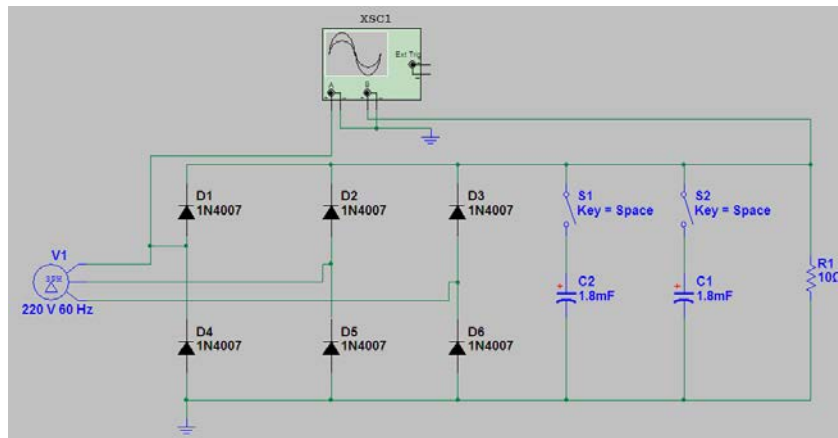 XSC1
Ext Trig
A
B
D1
1N4007
D2
1N4007
D3
1N4007
S1
Key = Space
S2
Key = Space
V1
220 V 60 Hz
R1
10Ω
C2
1.8mF
C1
1.8mF
D4
1N4007
D5
1N4007
D6
1N4007